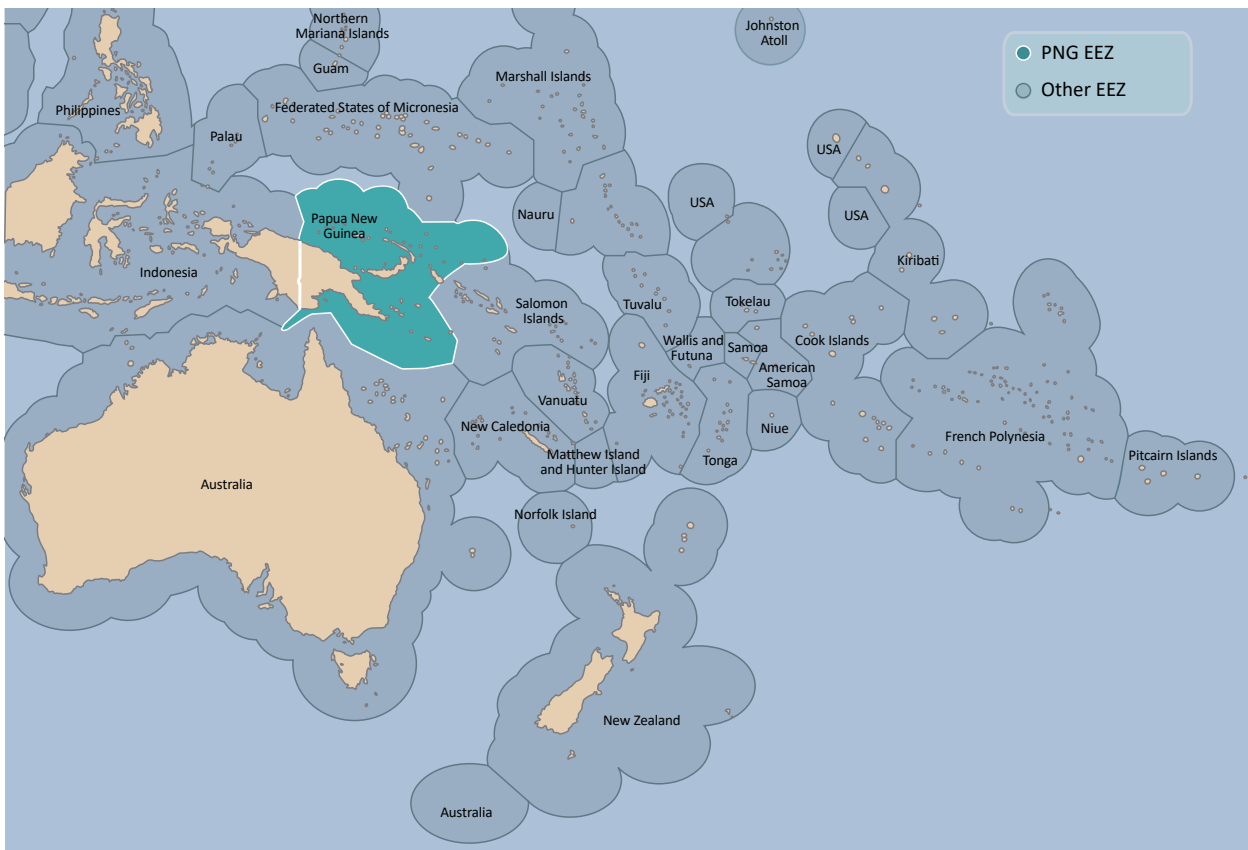 Northern
Mariana Islands
Johnston
Atoll
PNG EEZ
Guam
Marshall Islands
Other EEZ
Philippines
Federated States of Micronesia
Palau
USA
USA
USA
Papua New
Guinea
Nauru
Kiribati
Indonesia
Salomon
Islands
Tuvalu
Tokelau
Wallis and
Futuna
Samoa
Cook Islands
American
Samoa
Fiji
Vanuatu
New Caledonia
Niue
French Polynesia
Matthew Island
and Hunter Island
Tonga
Pitcairn Islands
Australia
Norfolk Island
New Zealand
Australia